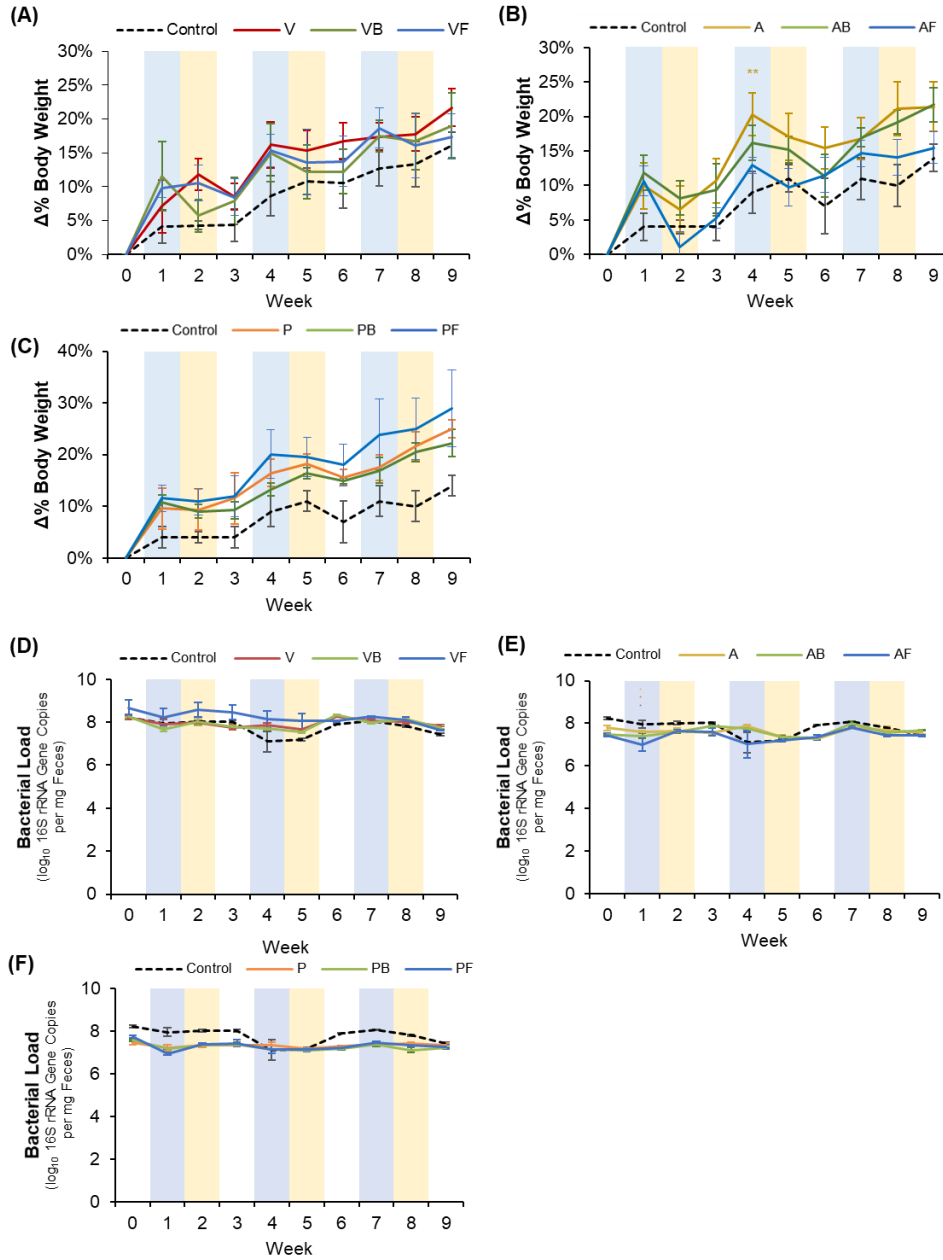 (A)
Control V VB VF
Δ% Body Weight
30%
25%
20%
15%
10%
5%
0%
0 1 2 3 4 5 6 7 8 9
Week
(B)
Control A AB AF
Δ% Body Weight
30%
25%
20%
15%
10%
5%
0%
**
0 1 2 3 4 5 6 7 8 9
Week
(C)
Control P PB PF
Δ% Body Weight
40%
30%
20%
10%
0%
0 1 2 3 4 5 6 7 8 9
Week
(D)
Control V VB VF
Bacterial Load
(log₁₀ 16S rRNA Gene Copies
per mg Feces)
10
8
6
4
2
0
0 1 2 3 4 5 6 7 8 9
Week
(E)
Control A AB AF
Bacterial Load
(log₁₀ 16S rRNA Gene Copies
per mg Feces)
10
8
6
4
2
0
0 1 2 3 4 5 6 7 8 9
Week
(F)
Control P PB PF
Bacterial Load
(log₁₀ 16S rRNA Gene Copies
per mg Feces)
10
8
6
4
2
0
0 1 2 3 4 5 6 7 8 9
Week